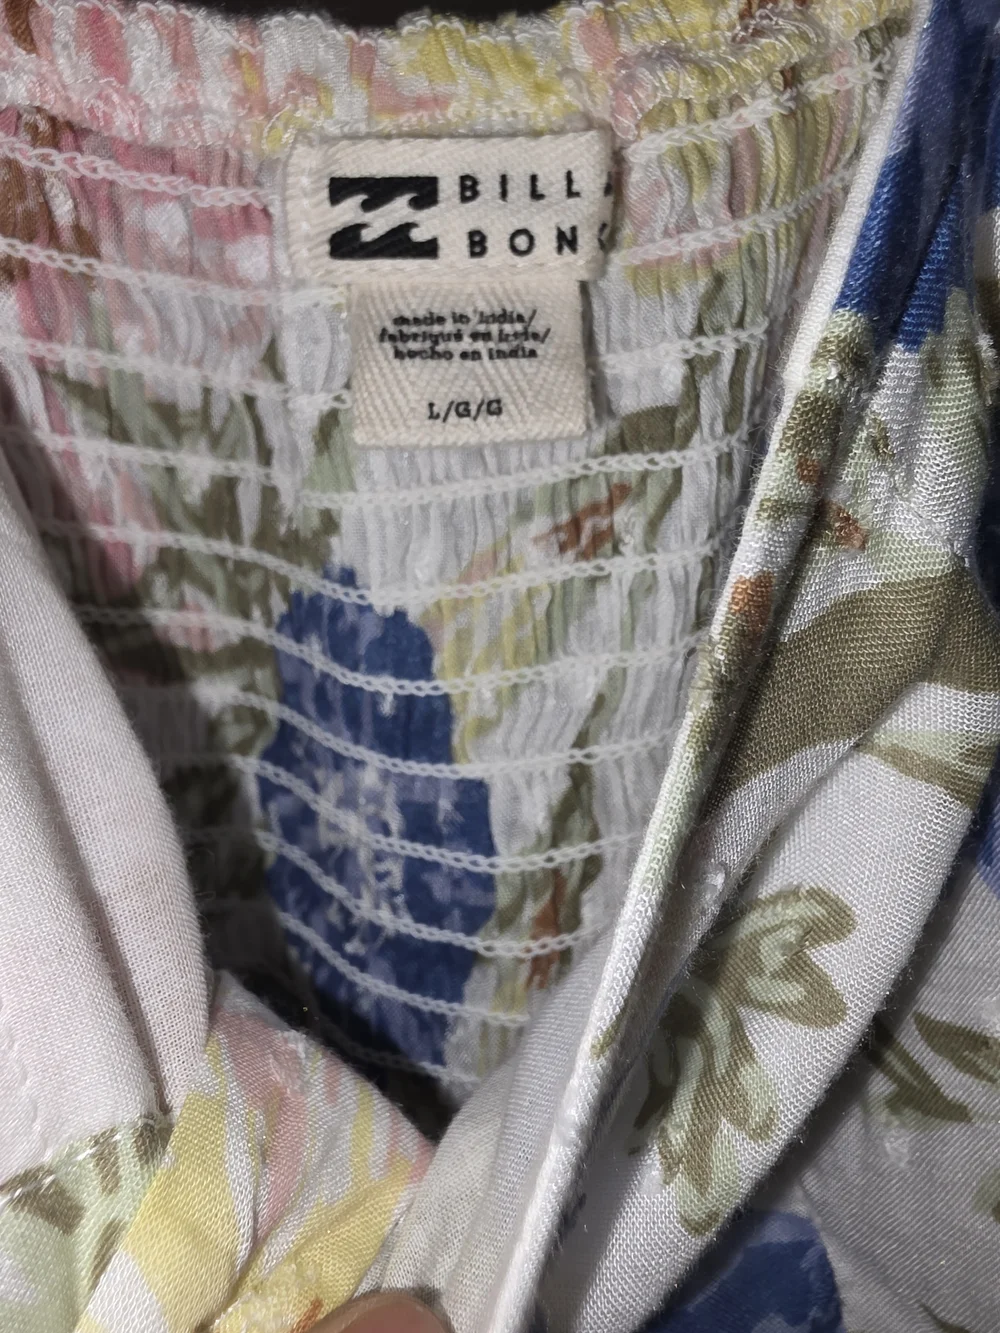 BILLA
BONG
made in India/
fabriqué en Inde/
hecho en India
L/G/G